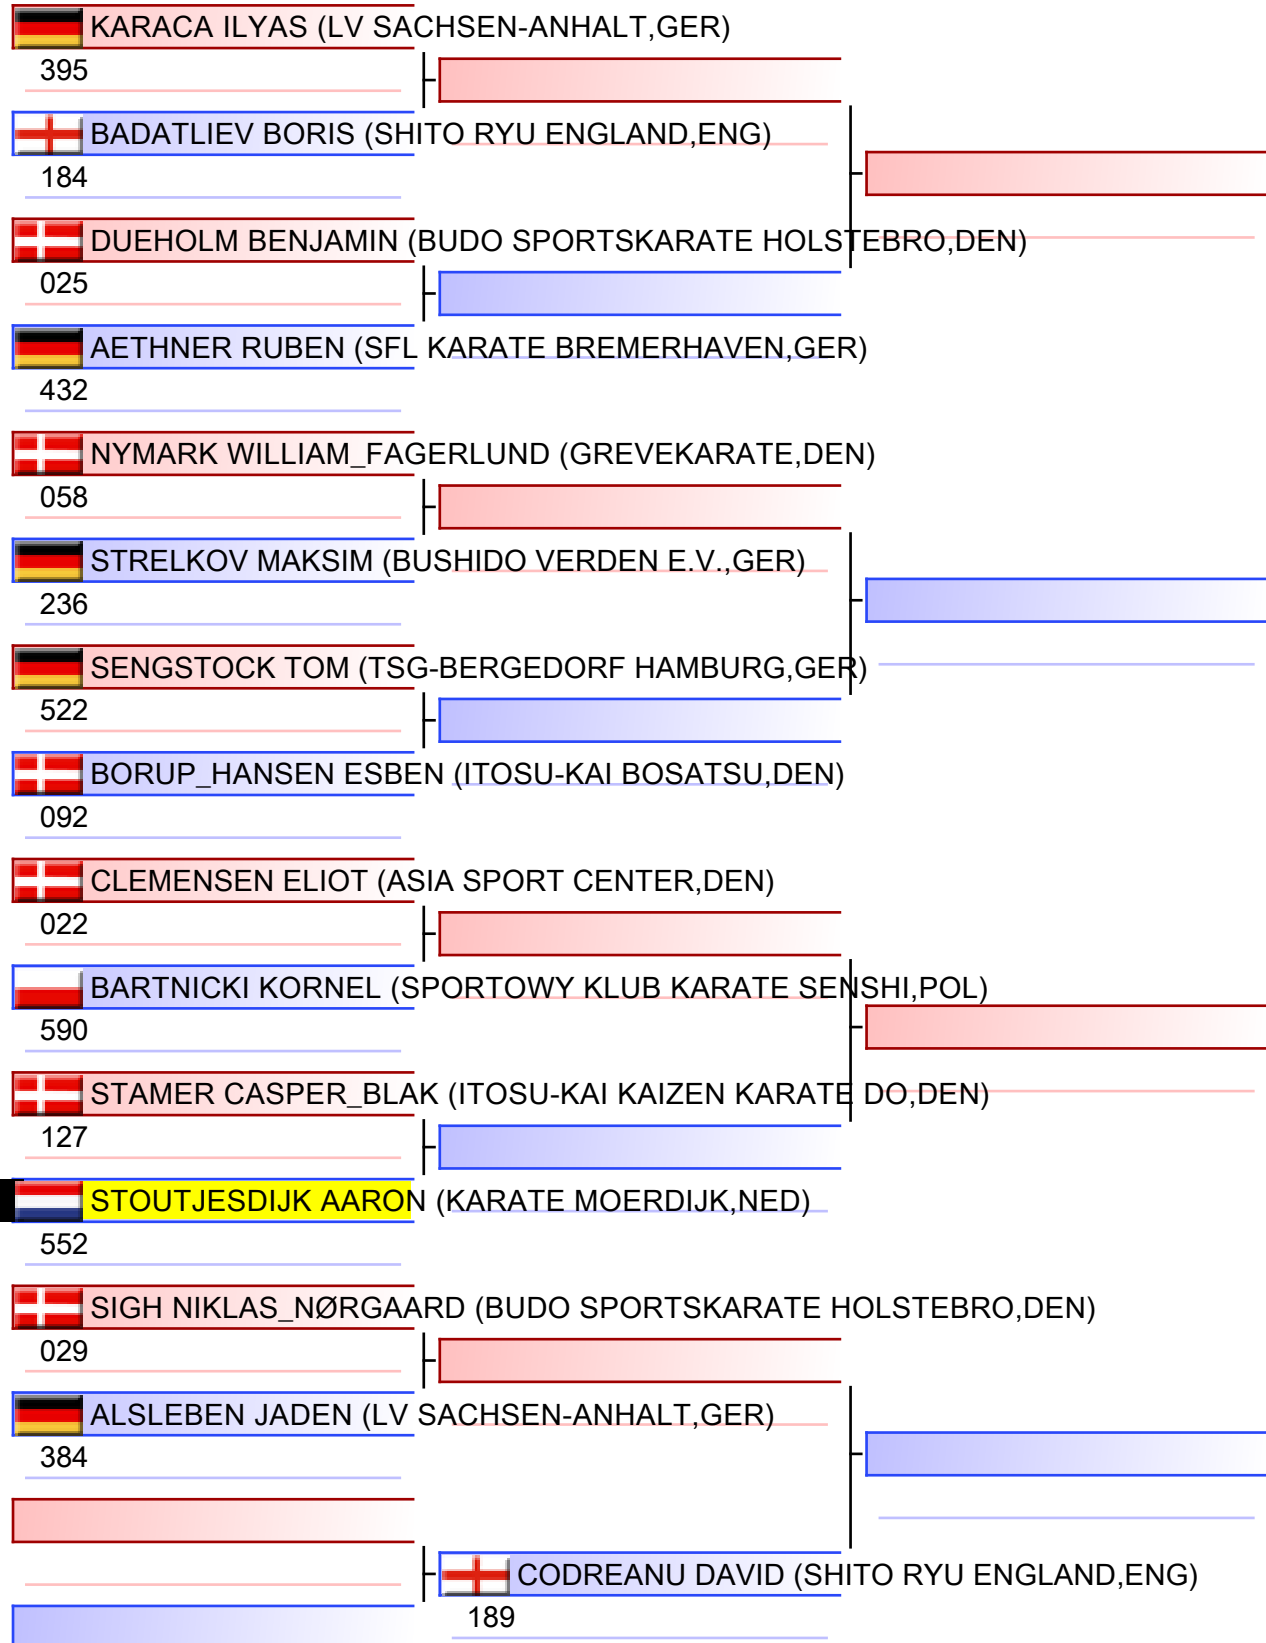 KARACA ILYAS (LV SACHSEN-ANHALT,GER)
395
BADATLIEV BORIS (SHITO RYU ENGLAND,ENG)
184
DUEHOLM BENJAMIN (BUDO SPORTSKARATE HOLSTEBRO,DEN)
025
AETHNER RUBEN (SFL KARATE BREMERHAVEN,GER)
432
NYMARK WILLIAM_FAGERLUND (GREVEKARATE,DEN)
058
STRELKOV MAKSIM (BUSHIDO VERDEN E.V.,GER)
236
SENGSTOCK TOM (TSG-BERGEDORF HAMBURG,GER)
522
BORUP_HANSEN ESBEN (ITOSU-KAI BOSATSU,DEN)
092
CLEMENSEN ELIOT (ASIA SPORT CENTER,DEN)
022
BARTNICKI KORNEL (SPORTOWY KLUB KARATE SENSHI,POL)
590
STAMER CASPER_BLAK (ITOSU-KAI KAIZEN KARATE DO,DEN)
127
STOUTJESDIJK AARON (KARATE MOERDIJK,NED)
552
SIGH NIKLAS_NØRGAARD (BUDO SPORTSKARATE HOLSTEBRO,DEN)
029
ALSLEBEN JADEN (LV SACHSEN-ANHALT,GER)
384
CODREANU DAVID (SHITO RYU ENGLAND,ENG)
189